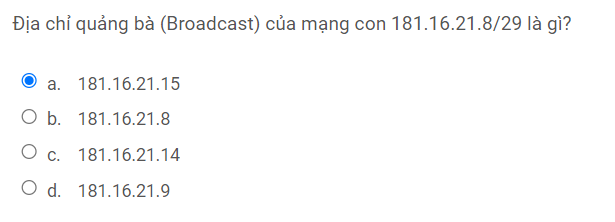 Địa chỉ quảng bà (Broadcast) của mạng con 181.16.21.8/29 là gì?
a. 181.16.21.15
b. 181.16.21.8
c. 181.16.21.14
d. 181.16.21.9